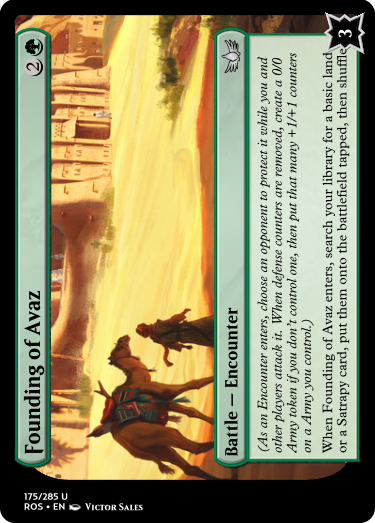 Founding of Avaz
2
Battle — Encounter
(As an Encounter enters, choose an opponent to protect it while you and
other players attack it. When defense counters are removed, create a 0/0
Army token if you don't control one, then put that many +1/+1 counters
on a Army you control.)
When Founding of Avaz enters, search your library for a basic land
or a Satrapy card, put them onto the battlefield tapped, then shuffle
3
175/285 U
ROS • EN VICTOR SALES